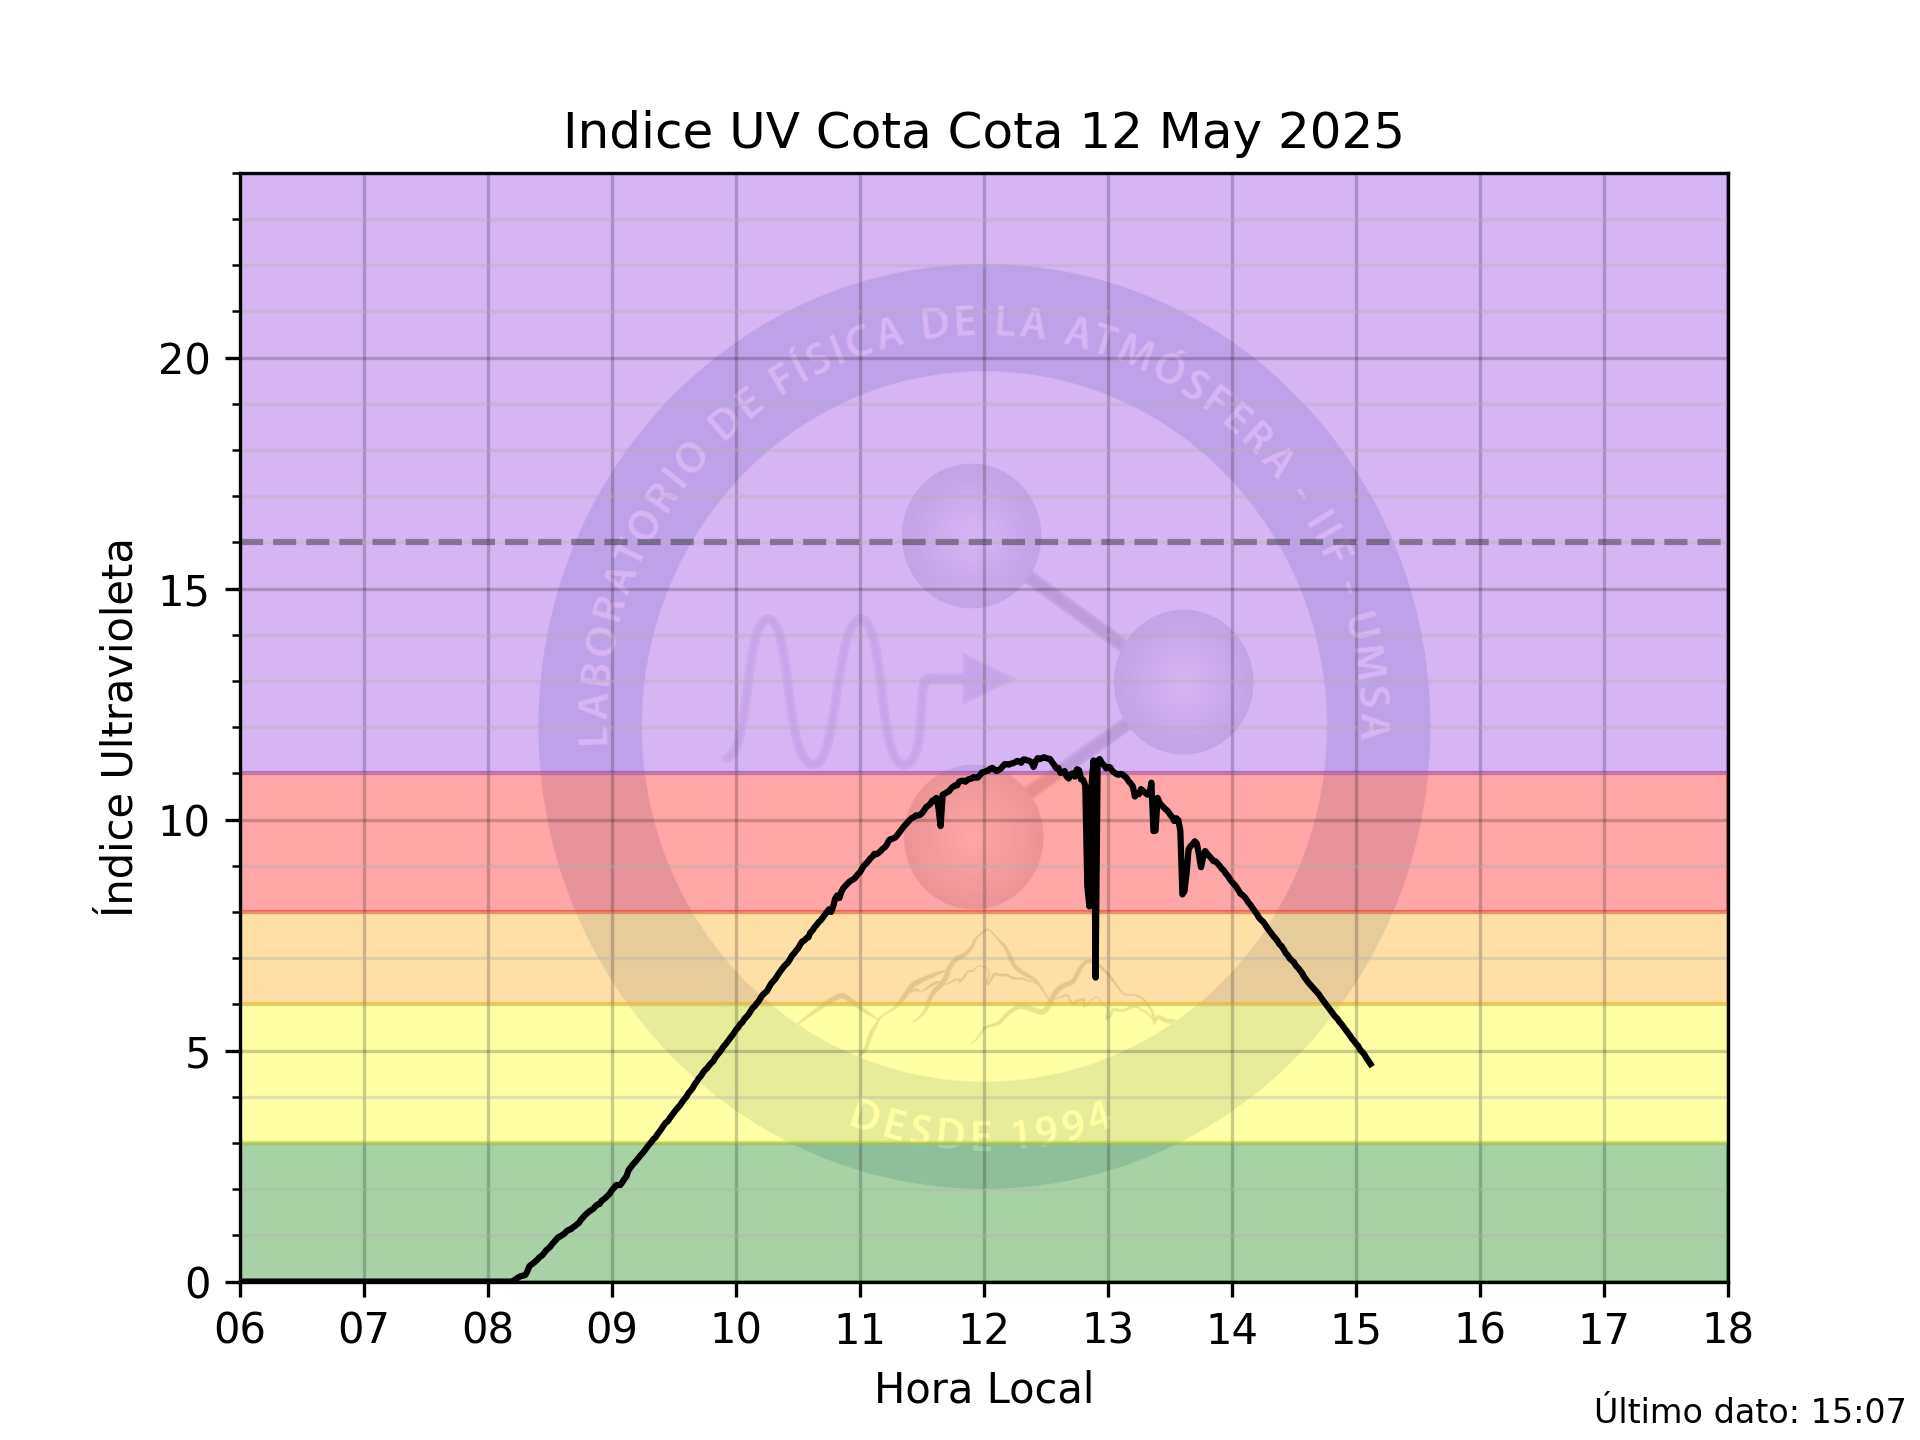 Indice UV Cota Cota 12 May 2025
LABORATORIO DE FÍSICA DE LA ATMÓSFERA - IIF - UMSA
DESDE 1994
Índice Ultravioleta
20
15
10
5
0
06 07 08 09 10 11 12 13 14 15 16 17 18
Hora Local
Último dato: 15:07